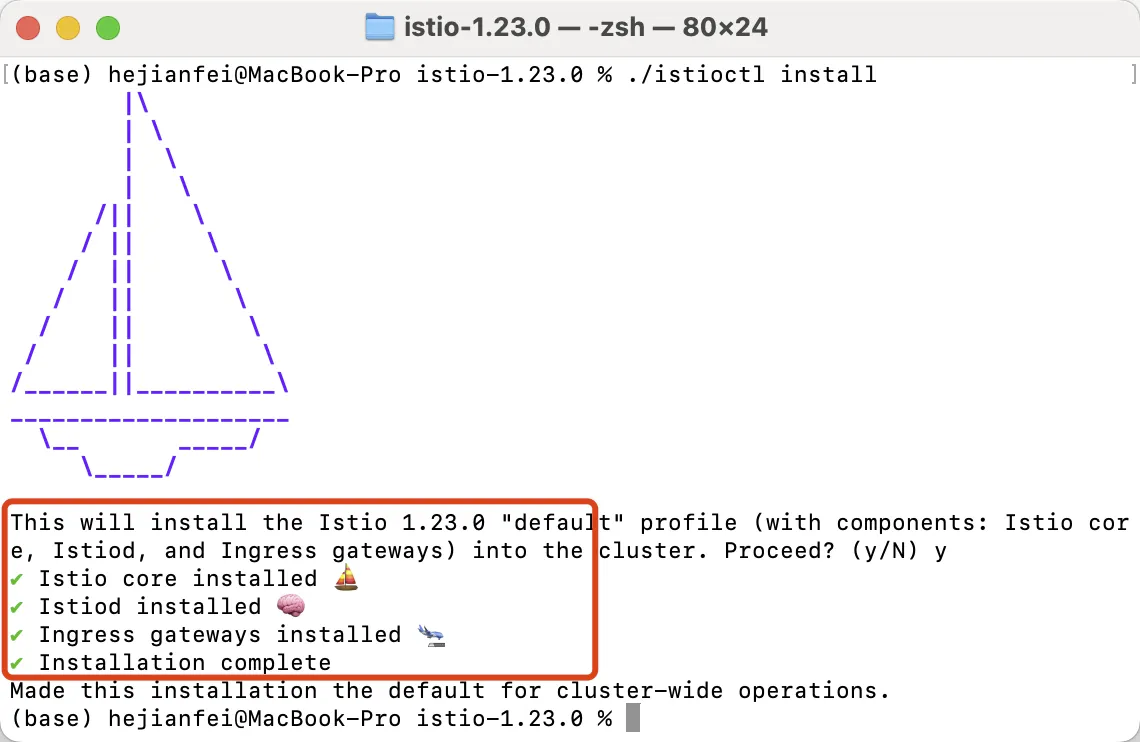 istio-1.23.0 — -zsh — 80×24
[(base) hejianfei@MacBook-Pro istio-1.23.0 % ./istioctl install ]
This will install the Istio 1.23.0 "default" profile (with components: Istio cor
e, Istiod, and Ingress gateways) into the cluster. Proceed? (y/N) y
✔ Istio core installed ⛵️
✔ Istiod installed 🧠
✔ Ingress gateways installed 🛬
✔ Installation complete
Made this installation the default for cluster-wide operations.
(base) hejianfei@MacBook-Pro istio-1.23.0 %